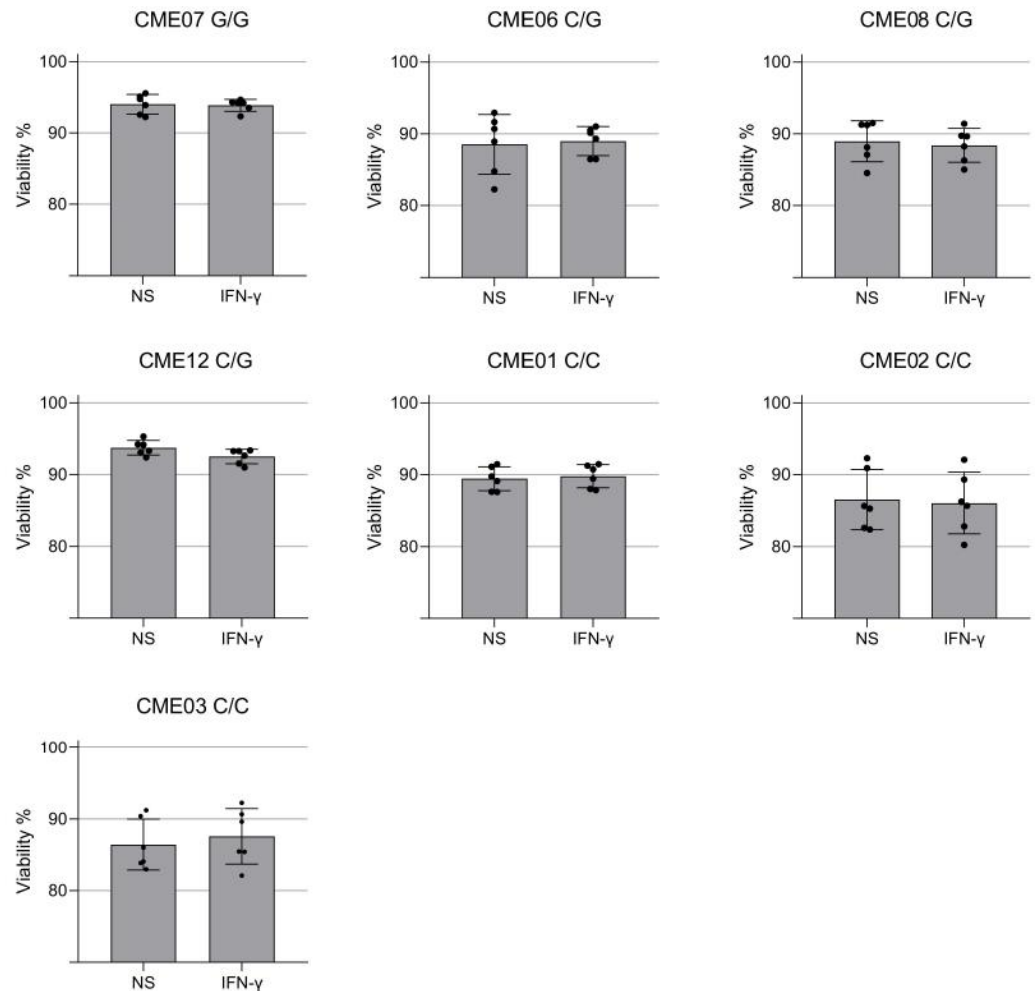 CME07 G/G
Viability %
100
90
80
NS IFN-γ
CME06 C/G
Viability %
100
90
80
NS IFN-γ
CME08 C/G
Viability %
100
90
80
NS IFN-γ
CME12 C/G
Viability %
100
90
80
NS IFN-γ
CME01 C/C
Viability %
100
90
80
NS IFN-γ
CME02 C/C
Viability %
100
90
80
NS IFN-γ
CME03 C/C
Viability %
100
90
80
NS IFN-γ